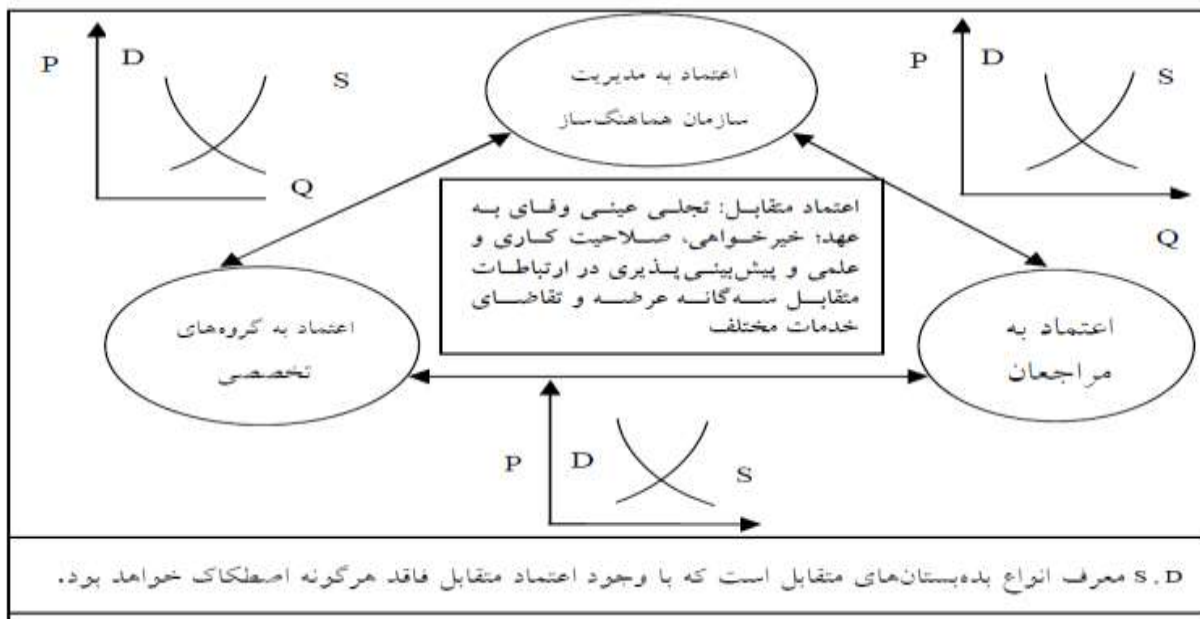 P
D
S
Q
اعتماد به مدیریت
سازمان هماهنگ‌ساز
P
D
S
Q
اعتماد متقابل: تجلی عینی وفای به
عهد؛ خیرخواهی، صلاحیت کاری و
علمی و پیش‌بینی‌پذیری در ارتباطات
متقابل سه‌گانه عرضه و تقاضای
خدمات مختلف
اعتماد به گروه‌های
تخصصی
اعتماد به
مراجعان
P
D
S
S،D معرف انواع بده‌بستان‌های متقابل است که با وجود اعتماد متقابل فاقد هرگونه اصطکاک خواهد بود.